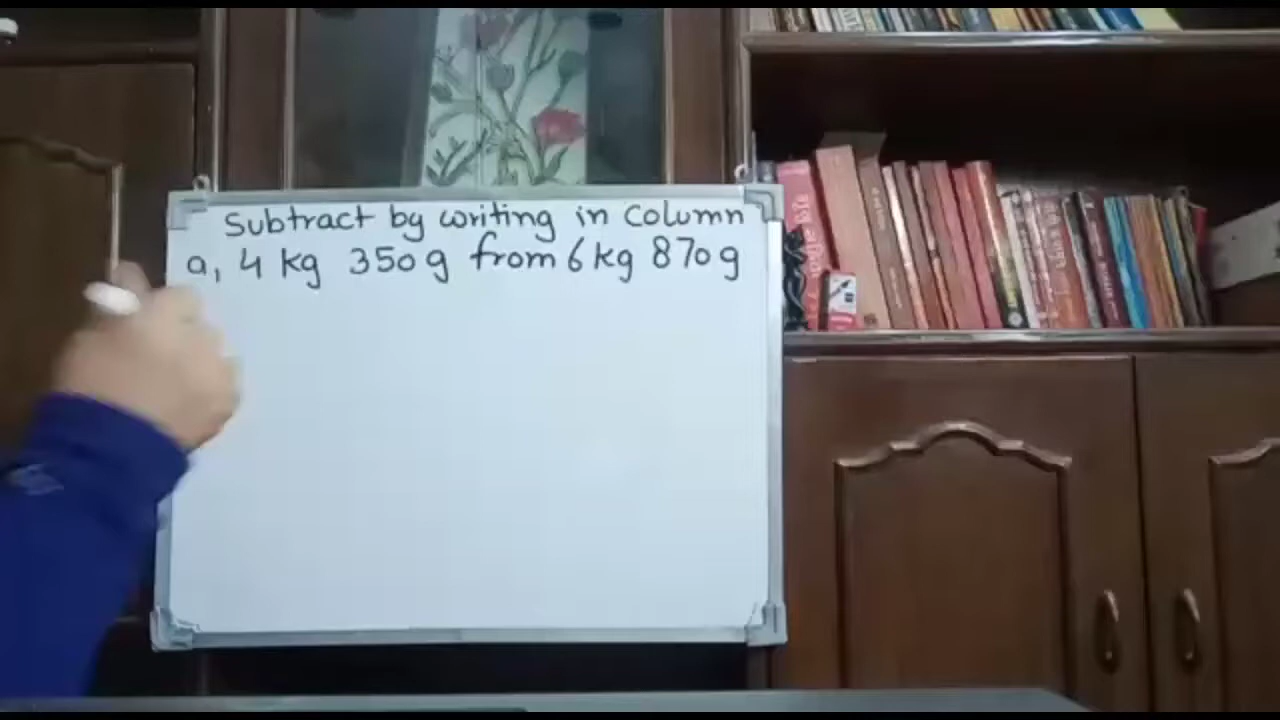 Subtract by writing in Column
a, 4 kg 350 g from 6 kg 870 g